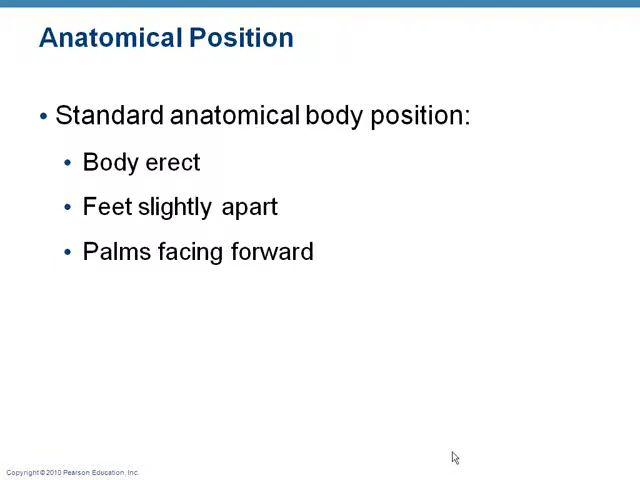 Anatomical Position
• Standard anatomical body position:
• Body erect
• Feet slightly apart
• Palms facing forward
Copyright © 2010 Pearson Education, Inc.